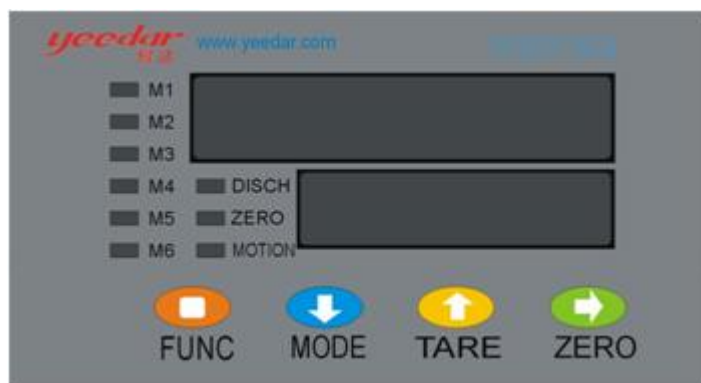 yeedar www.yeedar.com
M1
M2
M3
M4 DISCH
M5 ZERO
M6 MOTION
FUNC MODE TARE ZERO